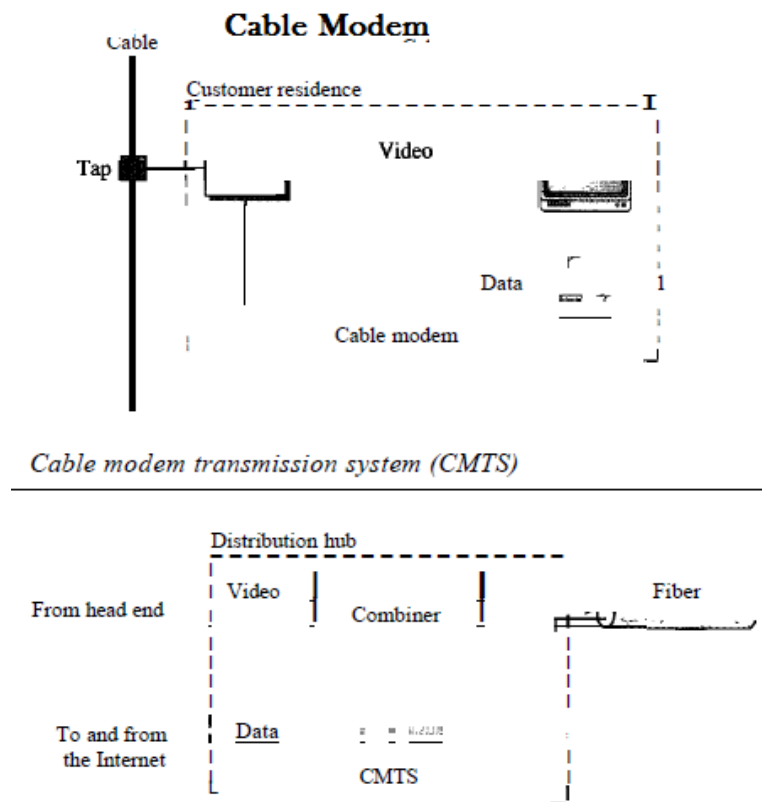 Cable Modem
Cable
Customer residence
Video
Tap
Data
Cable modem
Cable modem transmission system (CMTS)
Distribution hub
Video
Fiber
From head end
Combiner
To and from
the Internet
Data
CMTS